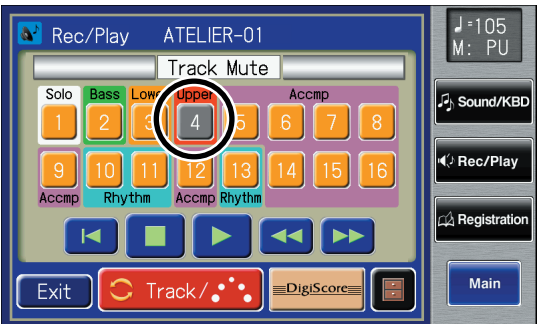 Rec/Play ATELIER-01
♩=105
M: PU
Track Mute
Solo Bass Lower Upper Accmp
1 2 3 4 5 6 7 8
9 10 11 12 13 14 15 16
Accmp Rhythm Accmp Rhythm
Exit Track/ DigiScore
Sound/KBD
Rec/Play
Registration
Main